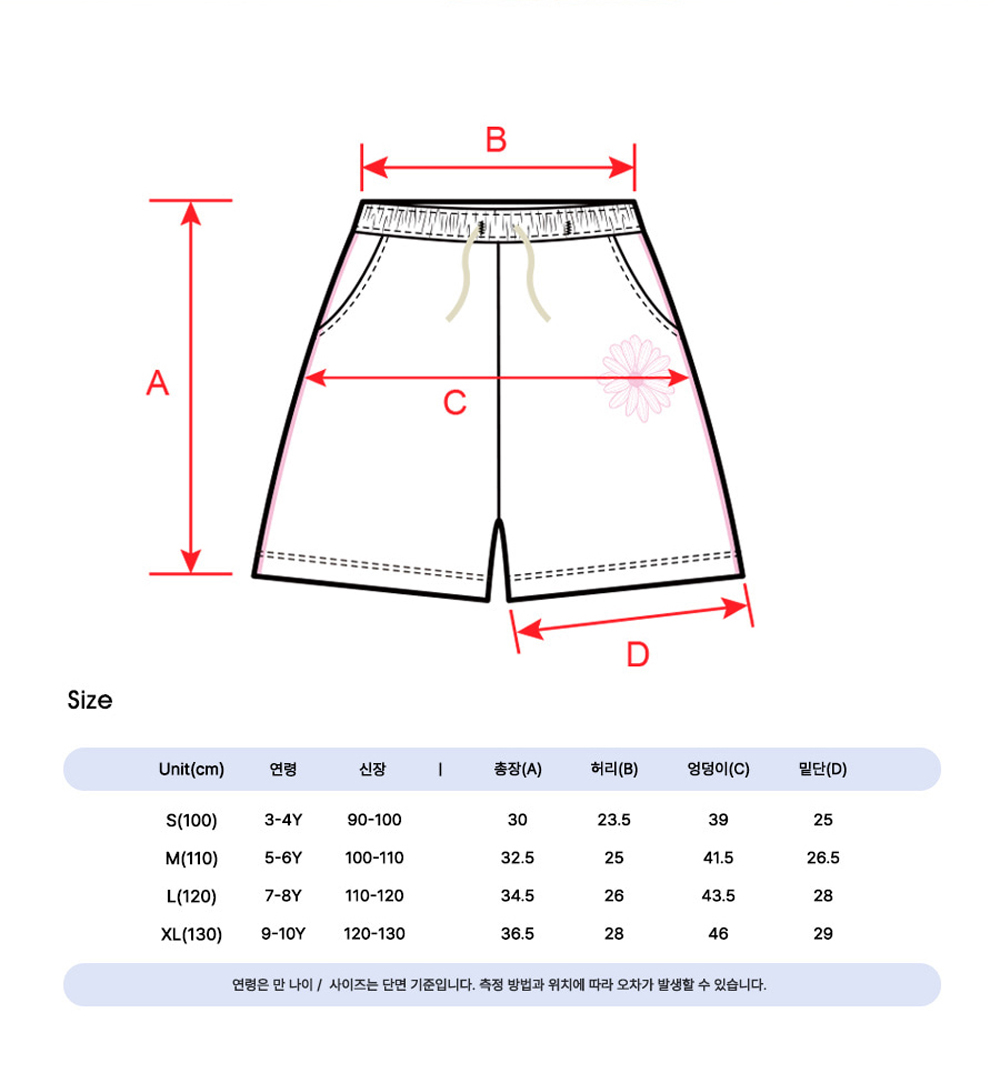 B
A
C
D
Size
Unit(cm) 연령 신장 | 총장(A) 허리(B) 엉덩이(C) 밑단(D)
S(100) 3-4Y 90-100 30 23.5 39 25
M(110) 5-6Y 100-110 32.5 25 41.5 26.5
L(120) 7-8Y 110-120 34.5 26 43.5 28
XL(130) 9-10Y 120-130 36.5 28 46 29
연령은 만 나이 / 사이즈는 단면 기준입니다. 측정 방법과 위치에 따라 오차가 발생할 수 있습니다.